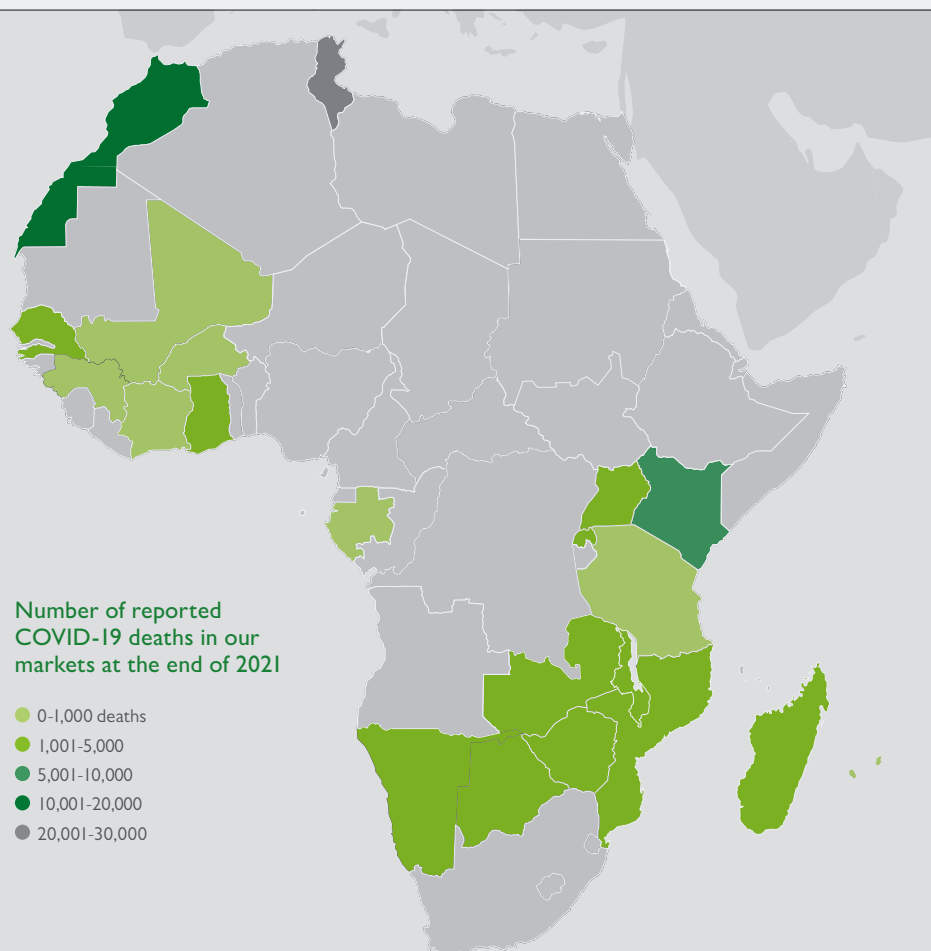 Number of reported
COVID-19 deaths in our
markets at the end of 2021
0-1,000 deaths
1,001-5,000
5,001-10,000
10,001-20,000
20,001-30,000